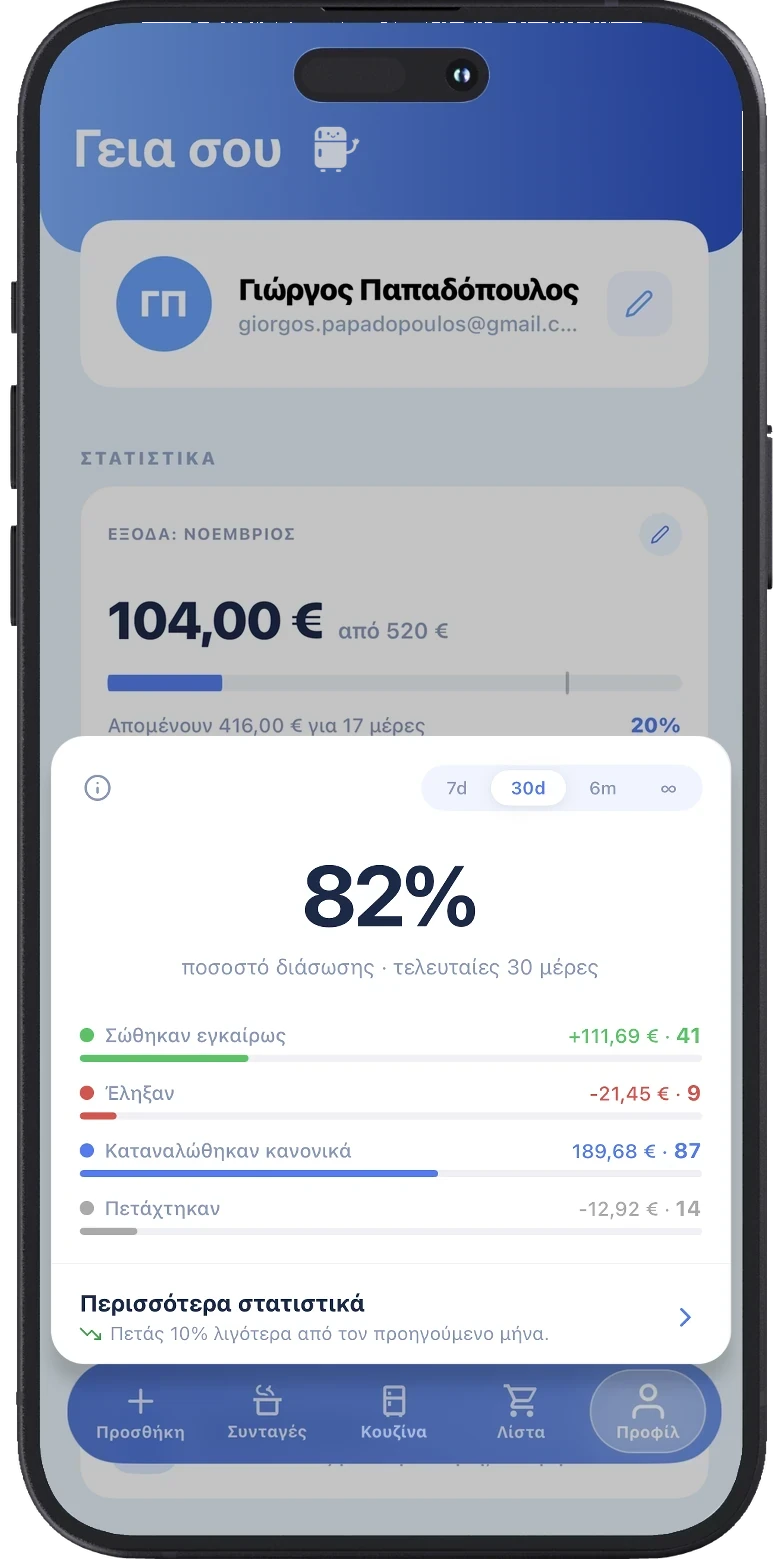 Γεια σου
ΓΠ
Γιώργος Παπαδόπουλος
giorgos.papadopoulos@gmail.c...
ΣΤΑΤΙΣΤΙΚΑ
ΕΞΟΔΑ: ΝΟΕΜΒΡΙΟΣ
104,00 € από 520 €
Απομένουν 416,00 € για 17 μέρες 20%
7d 30d 6m ∞
82%
ποσοστό διάσωσης · τελευταίες 30 μέρες
Σώθηκαν εγκαίρως +111,69 € · 41
Έληξαν -21,45 € · 9
Καταναλώθηκαν κανονικά 189,68 € · 87
Πετάχτηκαν -12,92 € · 14
Περισσότερα στατιστικά
Πετάς 10% λιγότερα από τον προηγούμενο μήνα.
Προσθήκη Συνταγές Κουζίνα Λίστα Προφίλ